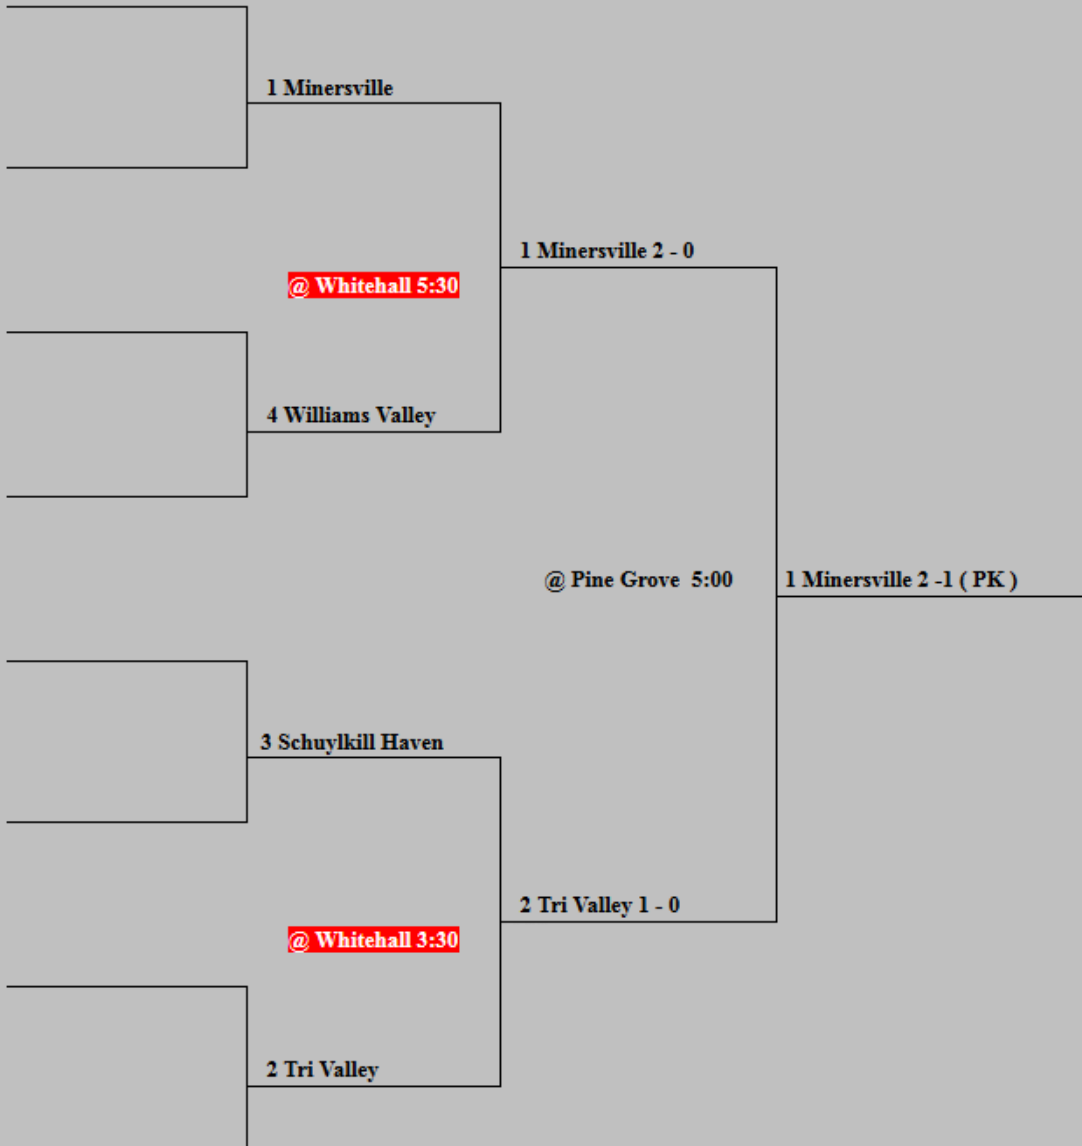 1 Minersville
1 Minersville 2 - 0
@ Whitehall 5:30
4 Williams Valley
@ Pine Grove  5:00
1 Minersville 2 -1 ( PK )
3 Schuylkill Haven
2 Tri Valley 1 - 0
@ Whitehall 3:30
2 Tri Valley